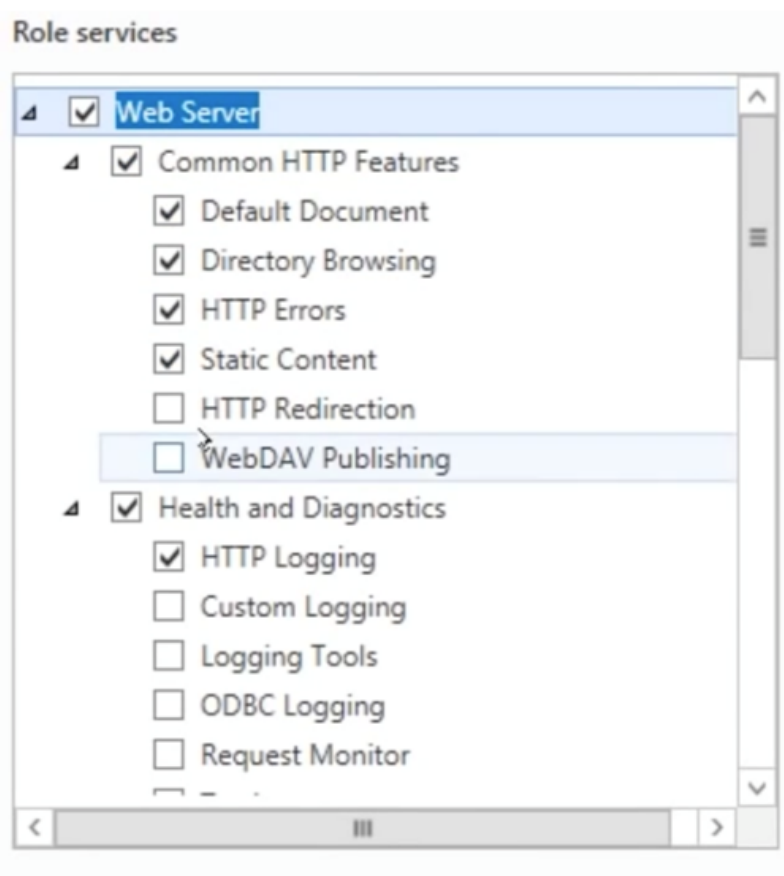 Role services
Web Server
Common HTTP Features
Default Document
Directory Browsing
HTTP Errors
Static Content
HTTP Redirection
WebDAV Publishing
Health and Diagnostics
HTTP Logging
Custom Logging
Logging Tools
ODBC Logging
Request Monitor